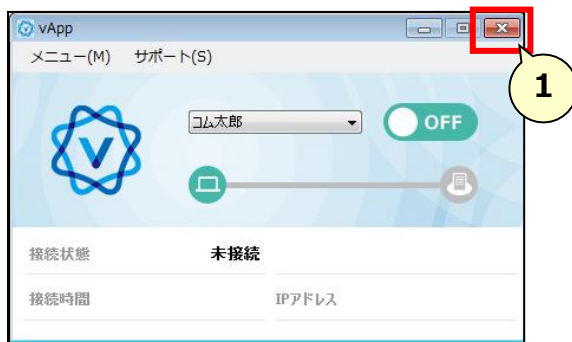 vApp
メニュー(M) サポート(S)
1
コム太郎
OFF
接続状態 未接続
接続時間 IPアドレス